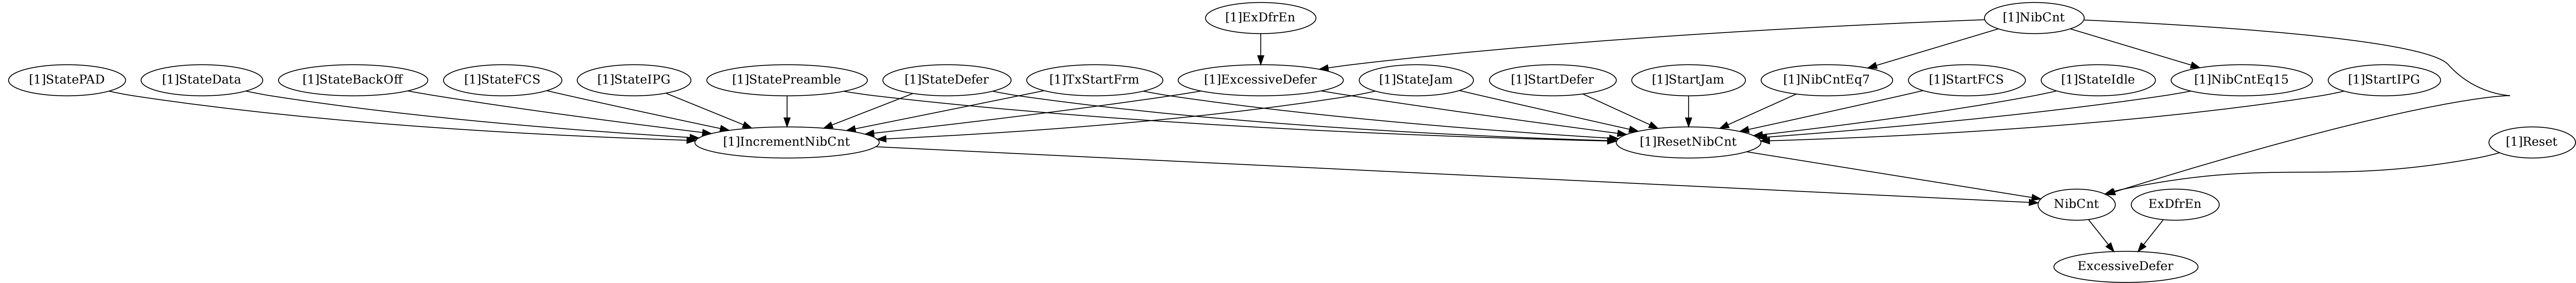 [1]ExDfrEn
[1]NibCnt
[1]StatePAD
[1]StateData
[1]StateBackOff
[1]StateFCS
[1]StateIPG
[1]StatePreamble
[1]StateDefer
[1]TxStartFrm
[1]ExcessiveDefer
[1]StateJam
[1]StartDefer
[1]StartJam
[1]NibCntEq7
[1]StartFCS
[1]StateIdle
[1]NibCntEq15
[1]StartIPG
[1]IncrementNibCnt
[1]ResetNibCnt
[1]Reset
NibCnt
ExDfrEn
ExcessiveDefer